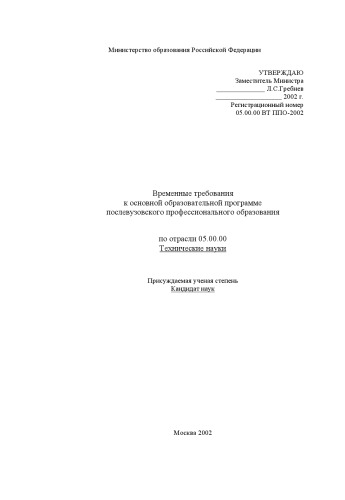 Министерство образования Российской Федерации
УТВЕРЖДАЮ
Заместитель Министра
_______________ Л.С.Гребнев
____________________ 2002 г.
Регистрационный номер
05.00.00 ВТ ППО-2002
Временные требования
к основной образовательной программе
послевузовского профессионального образования
по отрасли 05.00.00
Технические науки
Присуждаемая ученая степень
Кандидат наук
Москва 2002